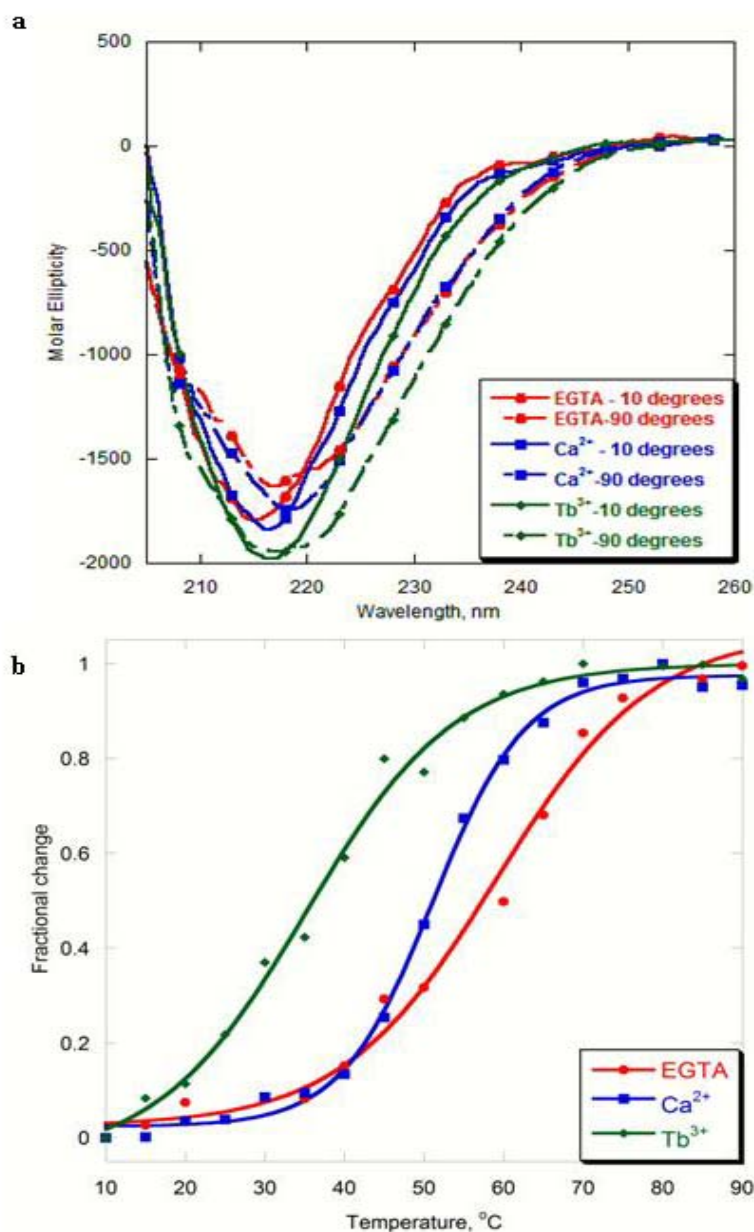 a
500
0
-500
-1000
-1500
-2000
Molar Ellipticity
210 220 230 240 250 260
Wavelength, nm
EGTA - 10 degrees
EGTA-90 degrees
Ca²⁺ - 10 degrees
Ca²⁺-90 degrees
Tb³⁺-10 degrees
Tb³⁺-90 degrees
b
1
0.8
0.6
0.4
0.2
0
Fractional change
10 20 30 40 50 60 70 80 90
Temperature, °C
EGTA
Ca²⁺
Tb³⁺